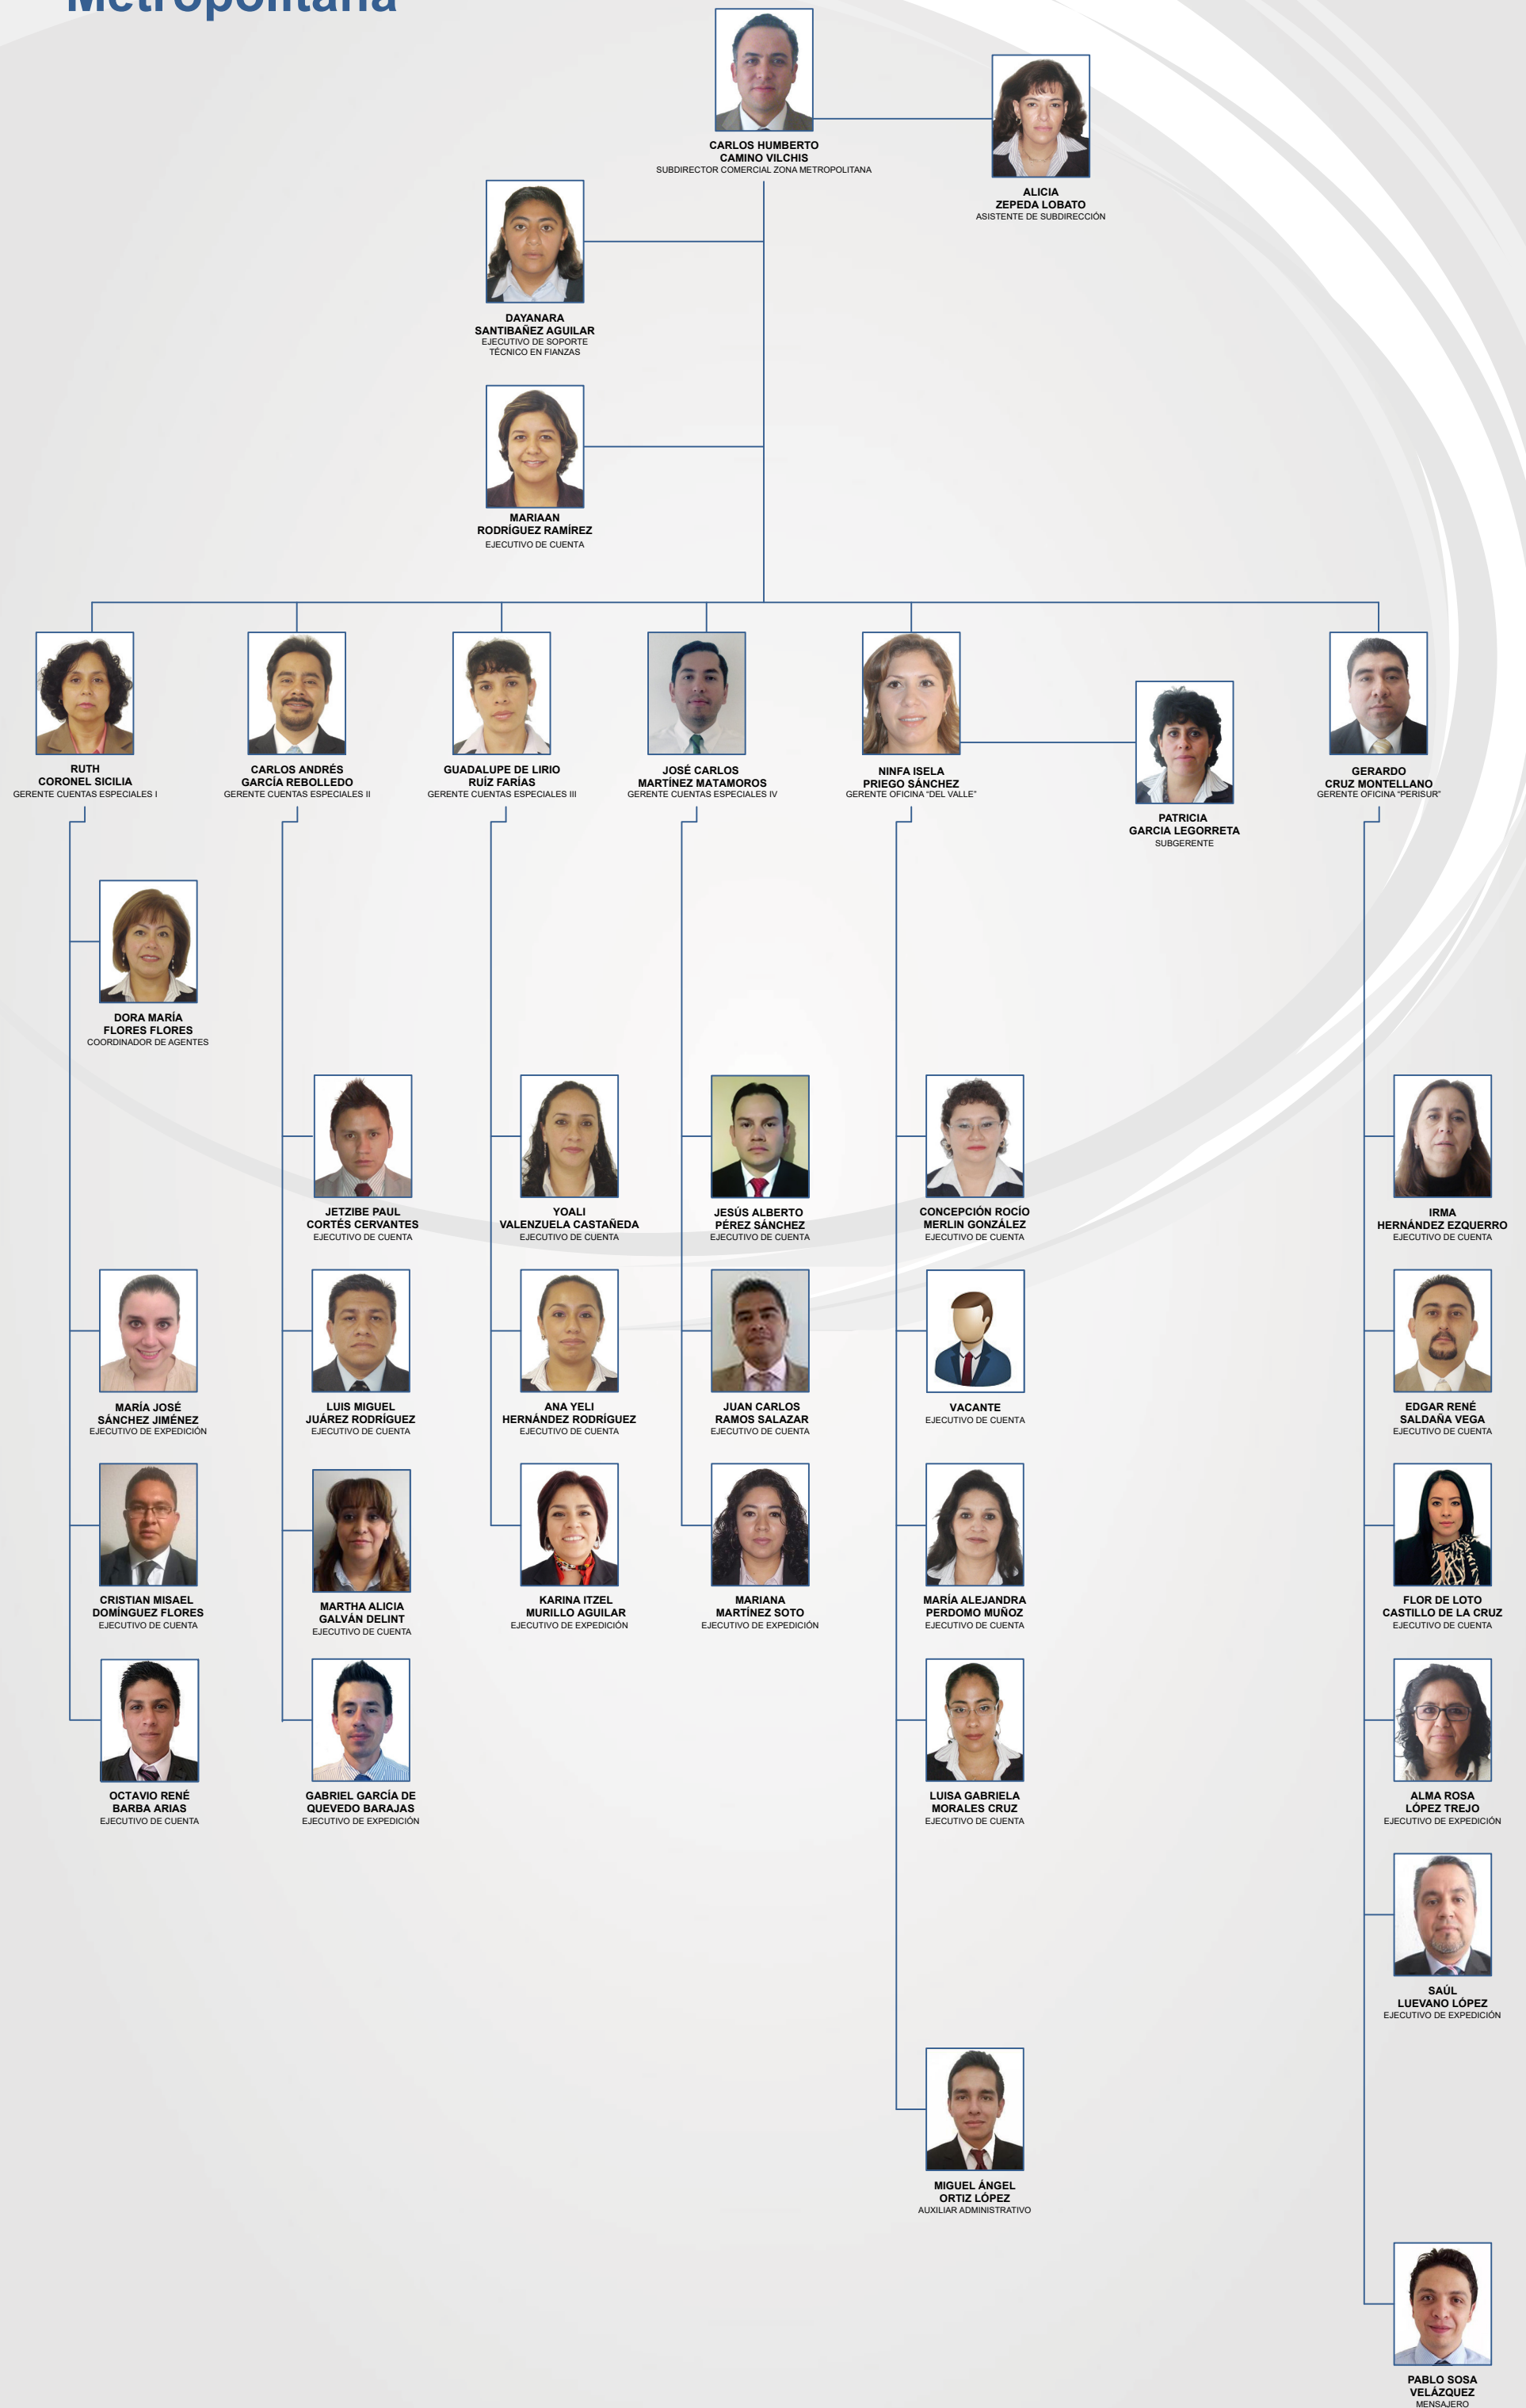 Metropolitana
CARLOS HUMBERTO
CAMINO VILCHIS
SUBDIRECTOR COMERCIAL ZONA METROPOLITANA
ALICIA
ZEPEDA LOBATO
ASISTENTE DE SUBDIRECCIÓN
DAYANARA
SANTIBAÑEZ AGUILAR
EJECUTIVO DE SOPORTE
TÉCNICO EN FIANZAS
MARIAAN
RODRÍGUEZ RAMÍREZ
EJECUTIVO DE CUENTA
RUTH
CORONEL SICILIA
GERENTE CUENTAS ESPECIALES I
CARLOS ANDRÉS
GARCÍA REBOLLEDO
GERENTE CUENTAS ESPECIALES II
GUADALUPE DE LIRIO
RUÍZ FARÍAS
GERENTE CUENTAS ESPECIALES III
JOSÉ CARLOS
MARTÍNEZ MATAMOROS
GERENTE CUENTAS ESPECIALES IV
NINFA ISELA
PRIEGO SÁNCHEZ
GERENTE OFICINA “DEL VALLE”
PATRICIA
GARCIA LEGORRETA
SUBGERENTE
GERARDO
CRUZ MONTELLANO
GERENTE OFICINA “PERISUR”
DORA MARÍA
FLORES FLORES
COORDINADOR DE AGENTES
JETZIBE PAUL
CORTÉS CERVANTES
EJECUTIVO DE CUENTA
YOALI
VALENZUELA CASTAÑEDA
EJECUTIVO DE CUENTA
JESÚS ALBERTO
PÉREZ SÁNCHEZ
EJECUTIVO DE CUENTA
CONCEPCIÓN ROCÍO
MERLIN GONZÁLEZ
EJECUTIVO DE CUENTA
IRMA
HERNÁNDEZ EZQUERRO
EJECUTIVO DE CUENTA
MARÍA JOSÉ
SÁNCHEZ JIMÉNEZ
EJECUTIVO DE EXPEDICIÓN
LUIS MIGUEL
JUÁREZ RODRÍGUEZ
EJECUTIVO DE CUENTA
ANA YELI
HERNÁNDEZ RODRÍGUEZ
EJECUTIVO DE CUENTA
JUAN CARLOS
RAMOS SALAZAR
EJECUTIVO DE CUENTA
VACANTE
EJECUTIVO DE CUENTA
EDGAR RENÉ
SALDAÑA VEGA
EJECUTIVO DE CUENTA
CRISTIAN MISAEL
DOMÍNGUEZ FLORES
EJECUTIVO DE CUENTA
MARTHA ALICIA
GALVÁN DELINT
EJECUTIVO DE CUENTA
KARINA ITZEL
MURILLO AGUILAR
EJECUTIVO DE EXPEDICIÓN
MARIANA
MARTÍNEZ SOTO
EJECUTIVO DE EXPEDICIÓN
MARÍA ALEJANDRA
PERDOMO MUÑOZ
EJECUTIVO DE CUENTA
FLOR DE LOTO
CASTILLO DE LA CRUZ
EJECUTIVO DE CUENTA
OCTAVIO RENÉ
BARBA ARIAS
EJECUTIVO DE CUENTA
GABRIEL GARCÍA DE
QUEVEDO BARAJAS
EJECUTIVO DE EXPEDICIÓN
LUISA GABRIELA
MORALES CRUZ
EJECUTIVO DE CUENTA
ALMA ROSA
LÓPEZ TREJO
EJECUTIVO DE EXPEDICIÓN
SAÚL
LUEVANO LÓPEZ
EJECUTIVO DE EXPEDICIÓN
MIGUEL ÁNGEL
ORTIZ LÓPEZ
AUXILIAR ADMINISTRATIVO
PABLO SOSA
VELÁZQUEZ
MENSAJERO